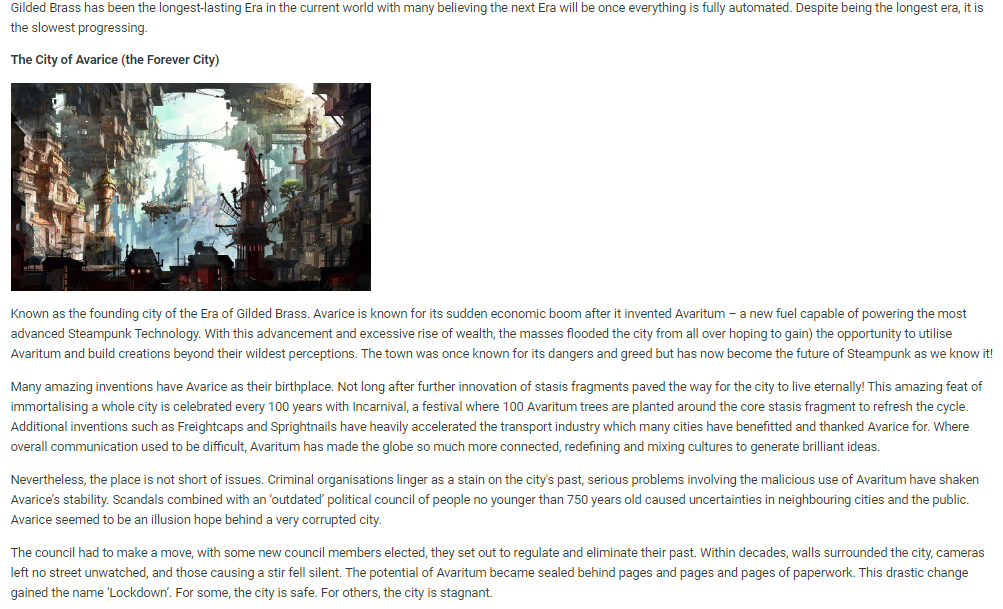 Gilded Brass has been the longest-lasting Era in the current world with many believing the next Era will be once everything is fully automated. Despite being the longest era, it is
the slowest progressing.
The City of Avarice (the Forever City)
Known as the founding city of the Era of Gilded Brass. Avarice is known for its sudden economic boom after it invented Avaritum – a new fuel capable of powering the most
advanced Steampunk Technology. With this advancement and excessive rise of wealth, the masses flooded the city from all over hoping to gain) the opportunity to utilise
Avaritum and build creations beyond their wildest perceptions. The town was once known for its dangers and greed but has now become the future of Steampunk as we know it!
Many amazing inventions have Avarice as their birthplace. Not long after further innovation of stasis fragments paved the way for the city to live eternally! This amazing feat of
immortalising a whole city is celebrated every 100 years with Incarnival, a festival where 100 Avaritum trees are planted around the core stasis fragment to refresh the cycle.
Additional inventions such as Freightcaps and Sprightnails have heavily accelerated the transport industry which many cities have benefitted and thanked Avarice for. Where
overall communication used to be difficult, Avaritum has made the globe so much more connected, redefining and mixing cultures to generate brilliant ideas.
Nevertheless, the place is not short of issues. Criminal organisations linger as a stain on the city's past, serious problems involving the malicious use of Avaritum have shaken
Avarice's stability. Scandals combined with an 'outdated' political council of people no younger than 750 years old caused uncertainties in neighbouring cities and the public.
Avarice seemed to be an illusion hope behind a very corrupted city.
The council had to make a move, with some new council members elected, they set out to regulate and eliminate their past. Within decades, walls surrounded the city, cameras
left no street unwatched, and those causing a stir fell silent. The potential of Avaritum became sealed behind pages and pages and pages of paperwork. This drastic change
gained the name 'Lockdown'. For some, the city is safe. For others, the city is stagnant.